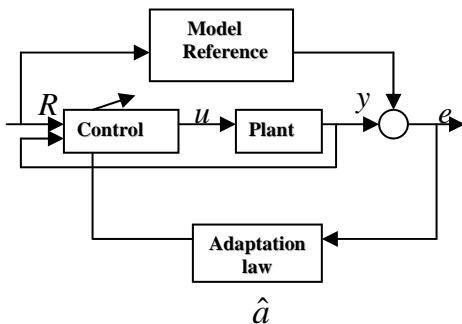 Model
Reference
R
Control
u
Plant
y
e
Adaptation
law
â